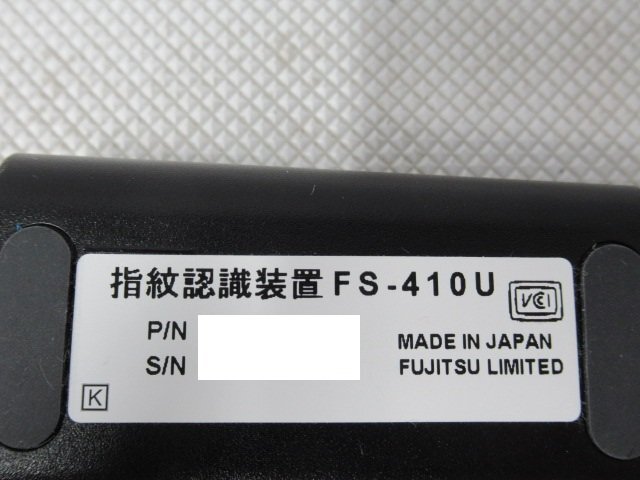 指紋認識装置 FS-410U
VCI
P/N
MADE IN JAPAN
S/N
FUJITSU LIMITED
K